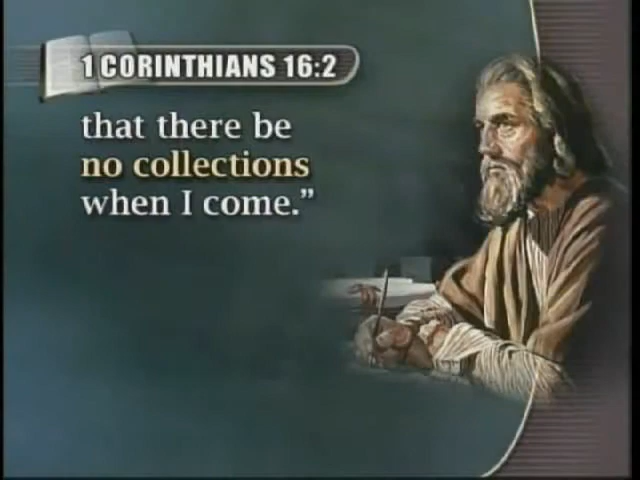 1 CORINTHIANS 16:2
that there be
no collections
when I come.”